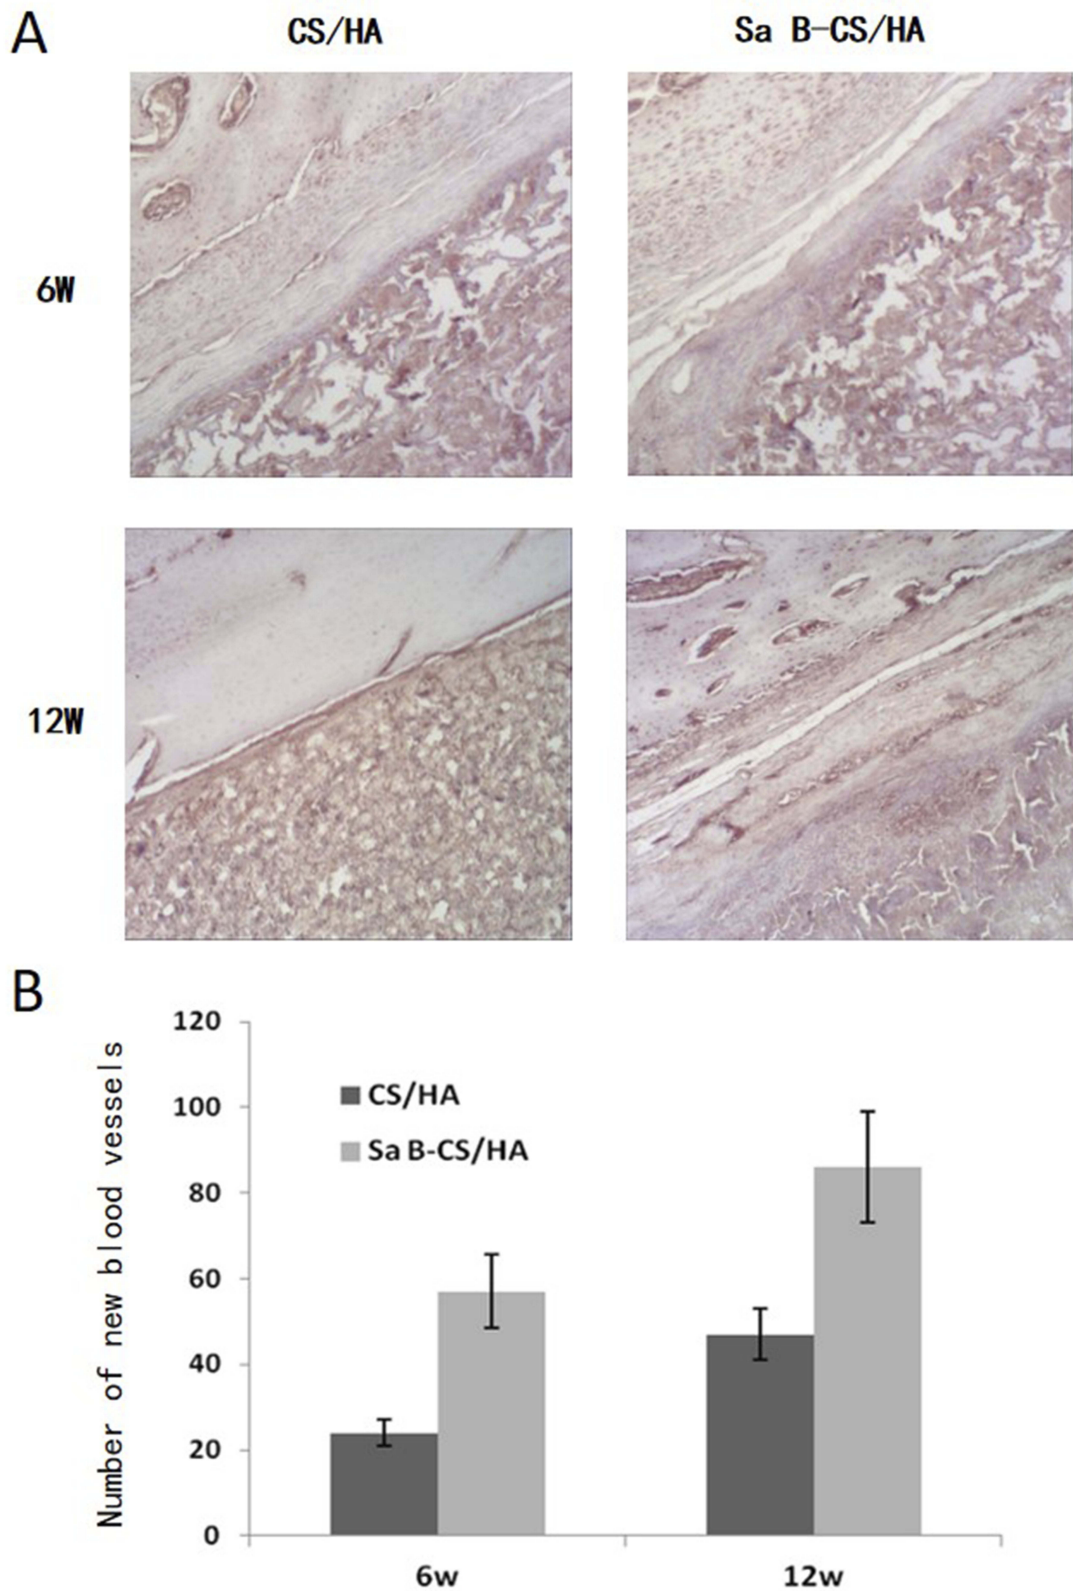 A
CS/HA
Sa B-CS/HA
6W
12W
B
Number of new blood vessels
120
100
80
60
40
20
0
CS/HA
Sa B-CS/HA
6w
12w